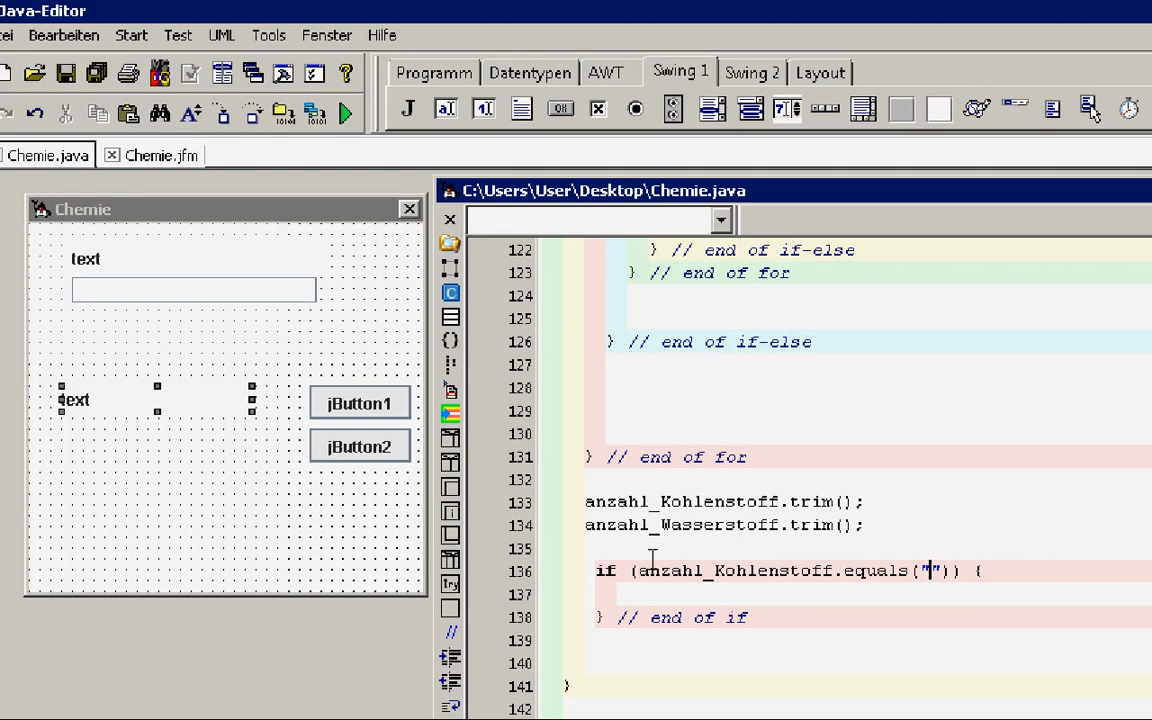 Java-Editor
ei Bearbeiten Start Test UML Tools Fenster Hilfe
Programm Datentypen AWT Swing 1 Swing 2 Layout
Chemie.java Chemie.jfm
Chemie
text
text
jButton1
jButton2
C:\Users\User\Desktop\Chemie.java
122 } // end of if-else
123 } // end of for
124
125
126 } // end of if-else
127
128
129
130
131 } // end of for
132
133 anzahl_Kohlenstoff.trim();
134 anzahl_Wasserstoff.trim();
135
136 if (anzahl_Kohlenstoff.equals("")) {
137
138 } // end of if
139
140
141 }
142